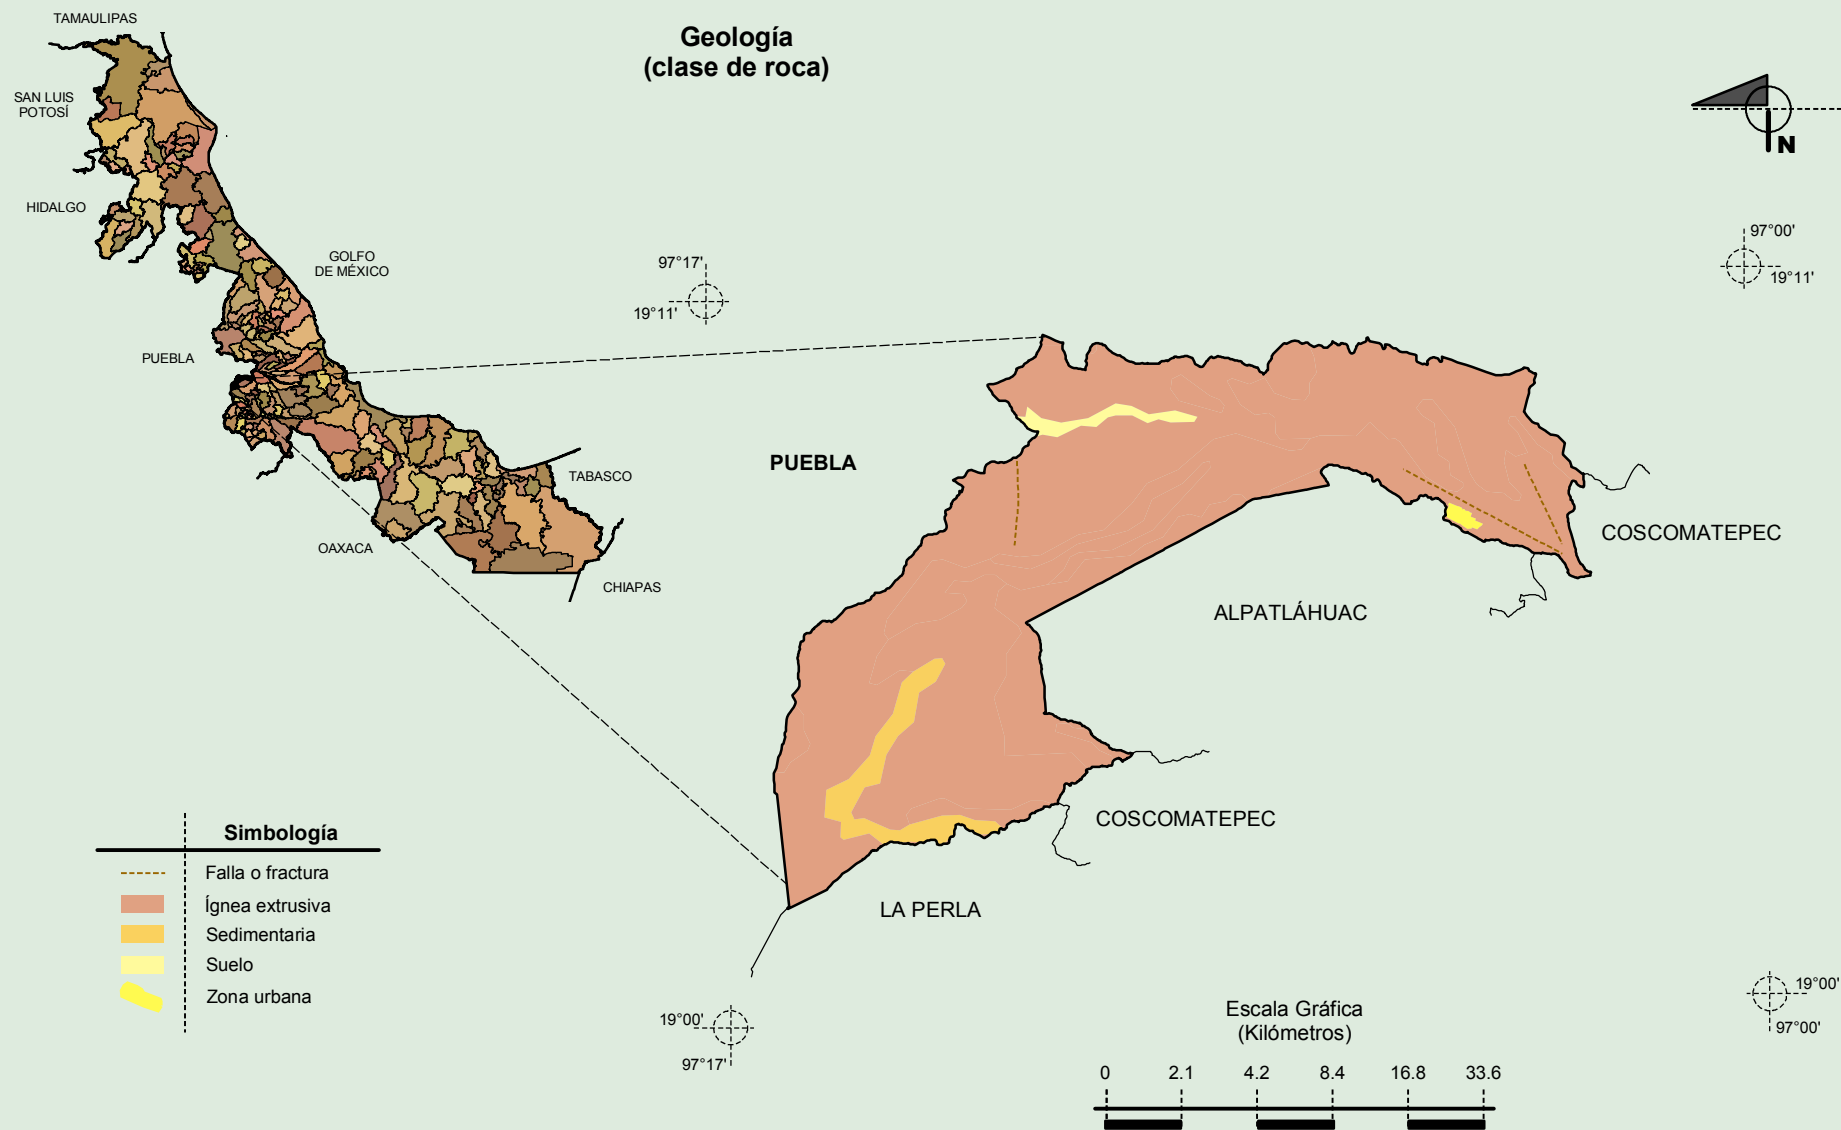 Geología
(clase de roca)
TAMAULIPAS
SAN LUIS
POTOSÍ
HIDALGO
GOLFO
DE MÉXICO
PUEBLA
TABASCO
OAXACA
CHIAPAS
N
97°17'
19°11'
97°00'
19°11'
PUEBLA
COSCOMATEPEC
ALPATLÁHUAC
COSCOMATEPEC
LA PERLA
Simbología
Falla o fractura
Ígnea extrusiva
Sedimentaria
Suelo
Zona urbana
19°00'
97°17'
19°00'
97°00'
Escala Gráfica
(Kilómetros)
0 2.1 4.2 8.4 16.8 33.6